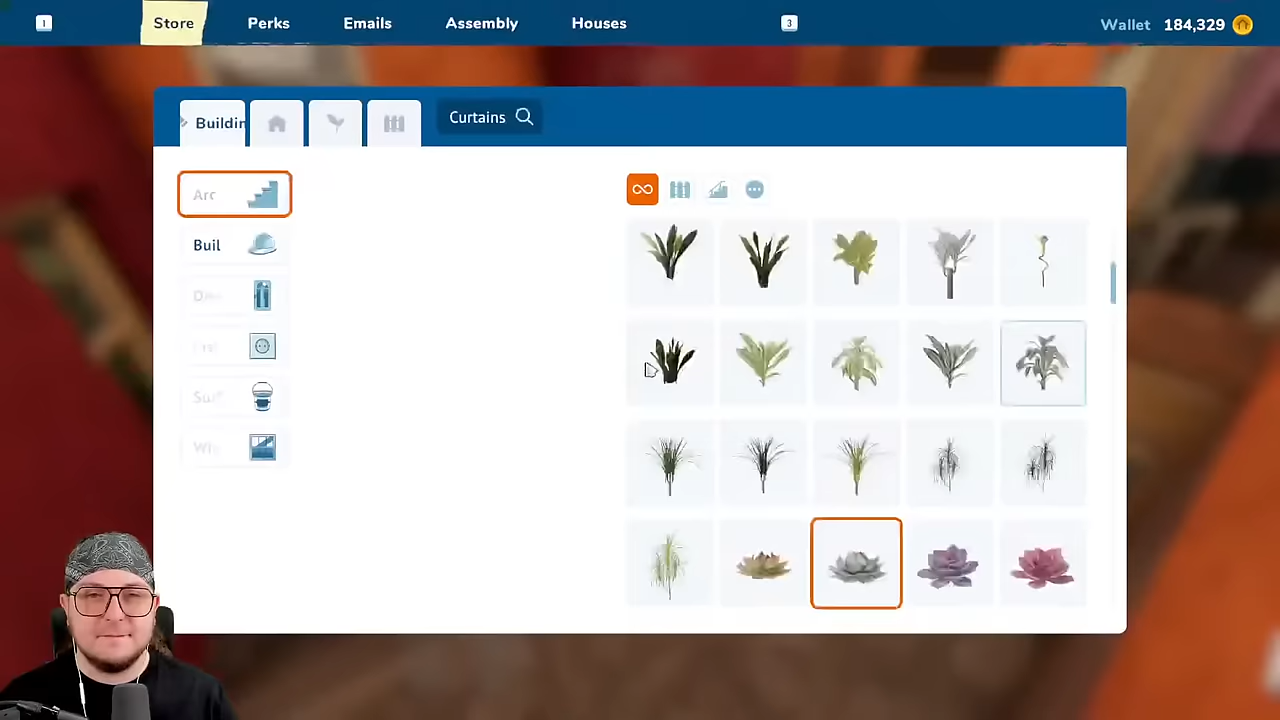 1
Store
Perks
Emails
Assembly
Houses
3
Wallet 184,329
Buildin
Curtains
Arc
Buil